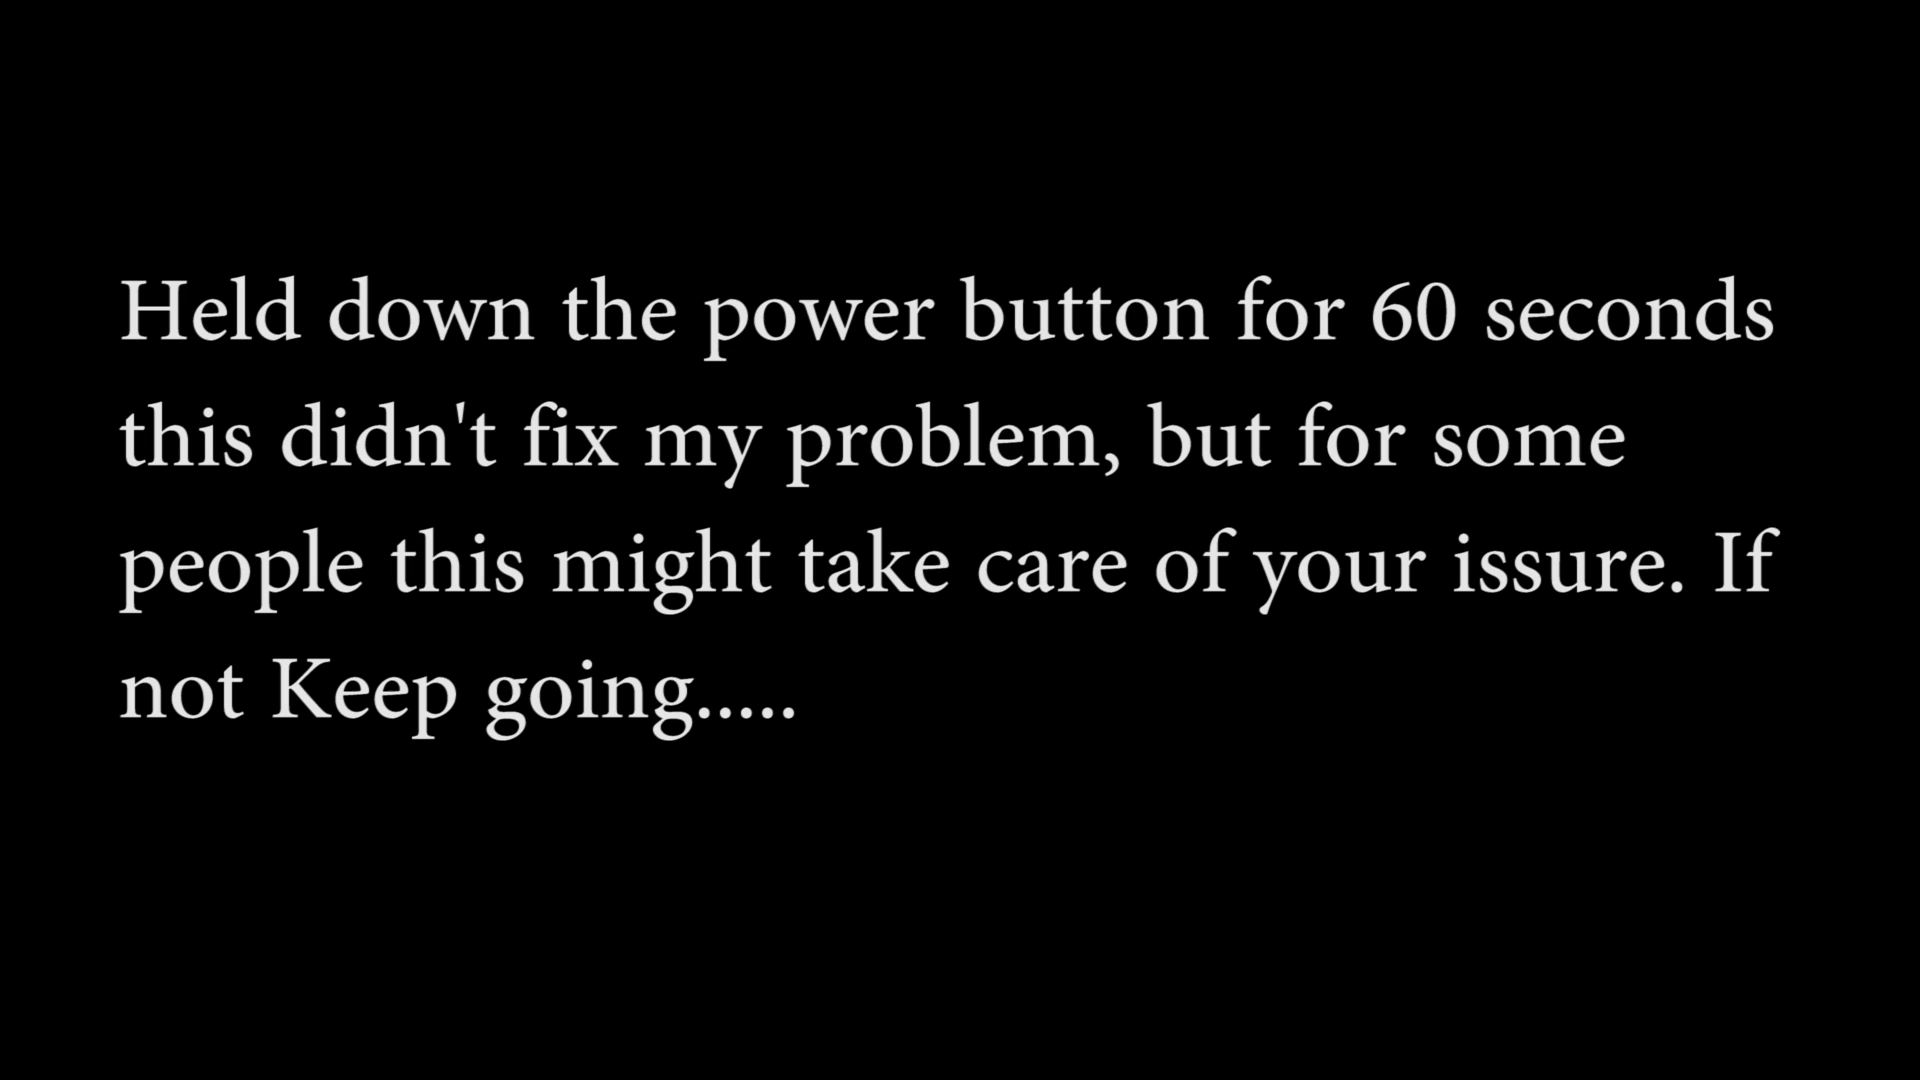 Held down the power button for 60 seconds
this didn't fix my problem, but for some
people this might take care of your issure. If
not Keep going.....